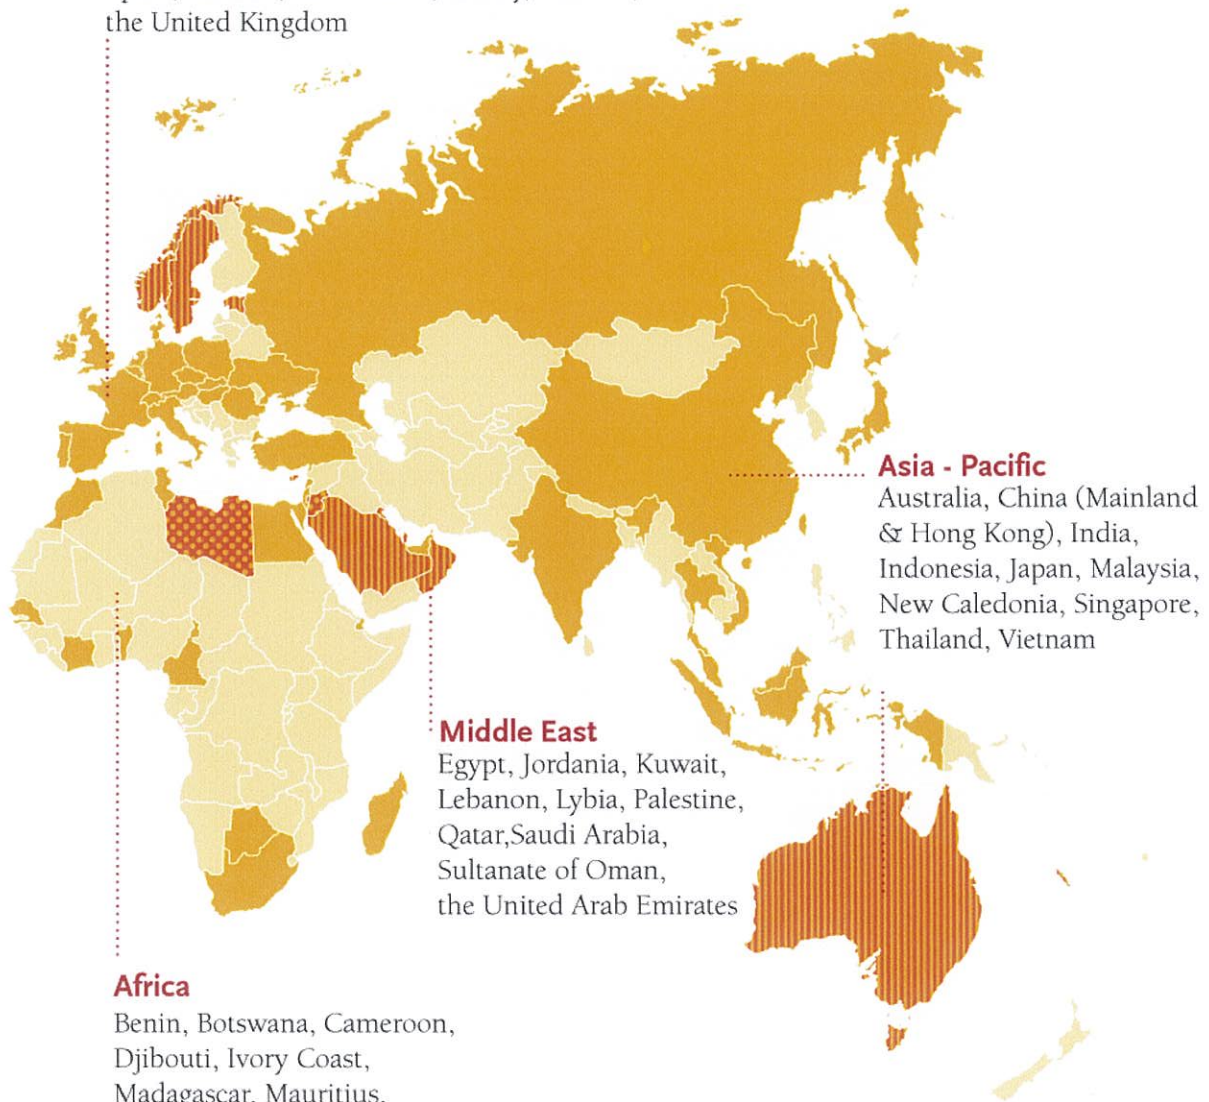 the United Kingdom
Asia - Pacific
Australia, China (Mainland
& Hong Kong), India,
Indonesia, Japan, Malaysia,
New Caledonia, Singapore,
Thailand, Vietnam
Middle East
Egypt, Jordania, Kuwait,
Lebanon, Lybia, Palestine,
Qatar,Saudi Arabia,
Sultanate of Oman,
the United Arab Emirates
Africa
Benin, Botswana, Cameroon,
Djibouti, Ivory Coast,
Madagascar, Mauritius,